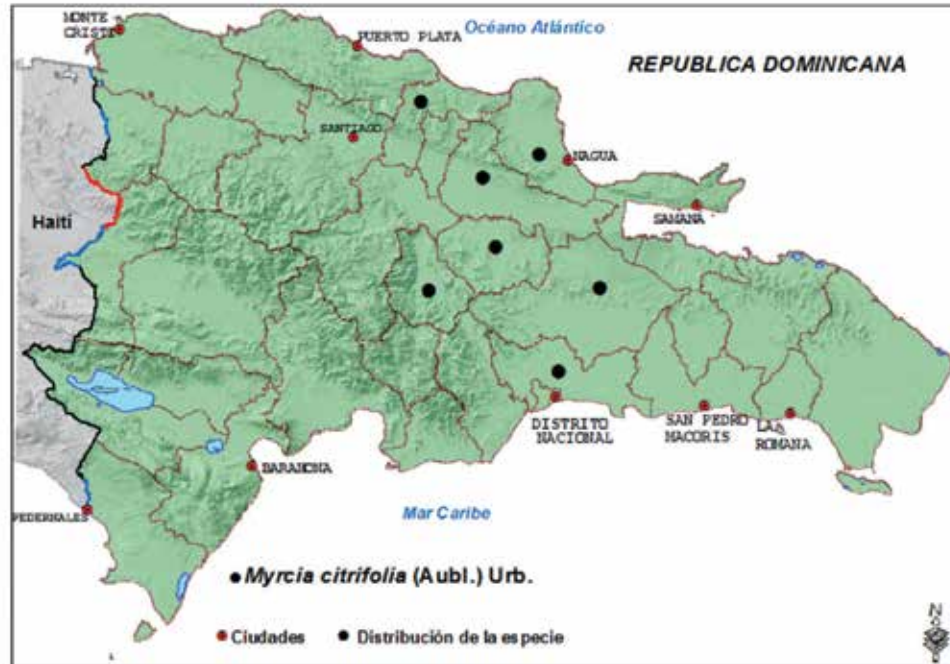 MONTE
CRISTI
PUERTO PLATA
Océano Atlántico
REPUBLICA DOMINICANA
SANTIAGO
NAGUA
SAMANA
Haití
DISTRITO
NACIONAL
SAN PEDRO
MACORIS
LA
ROMANA
BARAHONA
PEDERNALES
Mar Caribe
Myrcia citrifolia (Aubl.) Urb.
Ciudades
Distribución de la especie
N